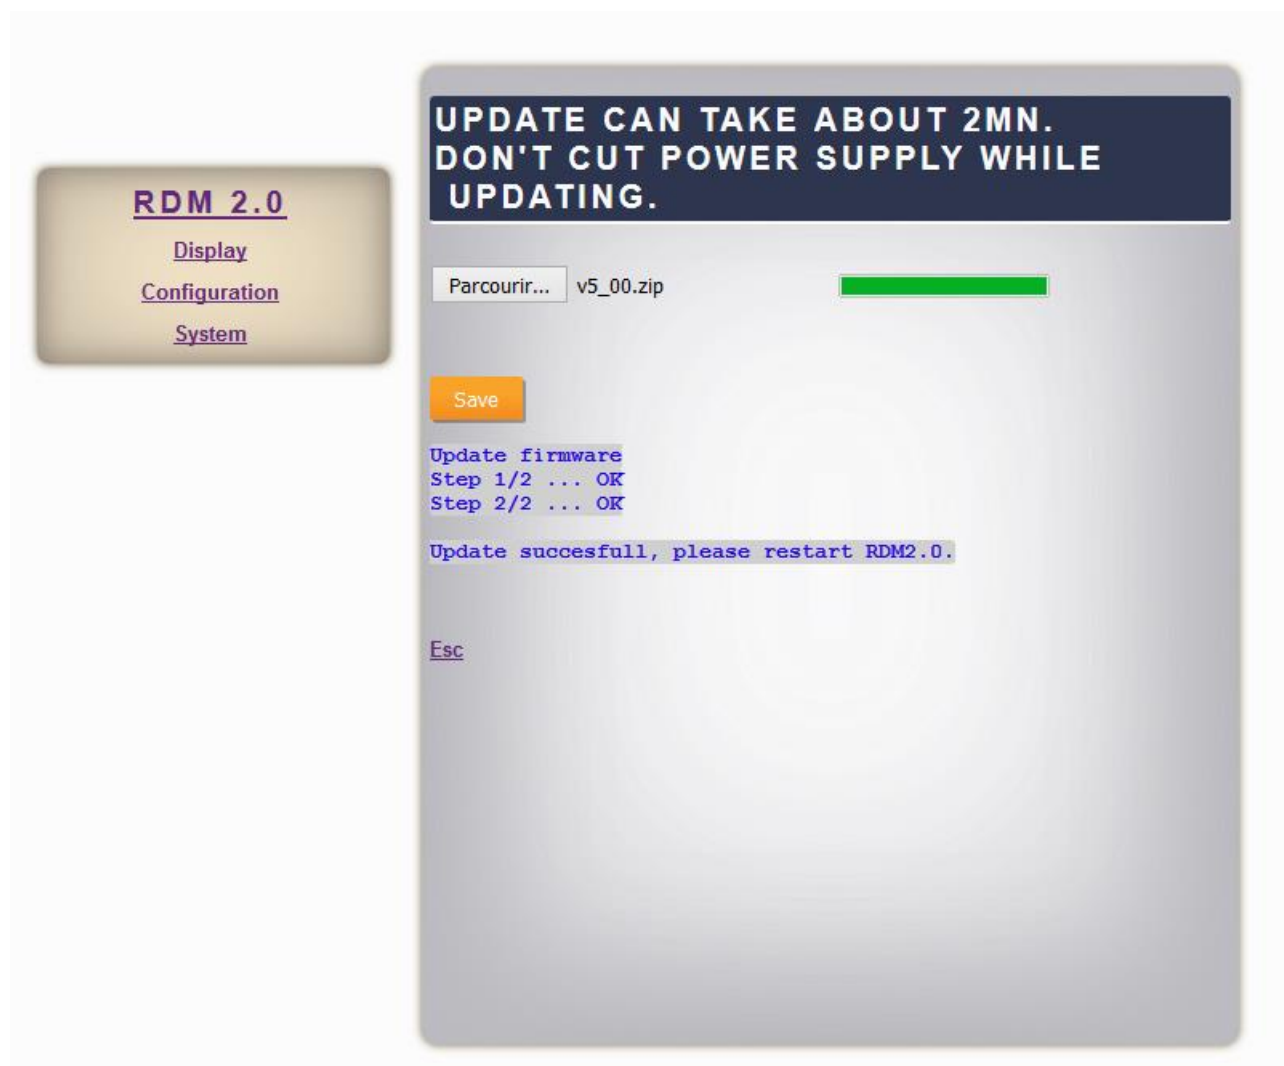 RDM 2.0
Display
Configuration
System
UPDATE CAN TAKE ABOUT 2MN.
DON'T CUT POWER SUPPLY WHILE
UPDATING.
Parcourir... v5_00.zip
Save
Update firmware
Step 1/2 ... OK
Step 2/2 ... OK
Update succesfull, please restart RDM2.0.
Esc